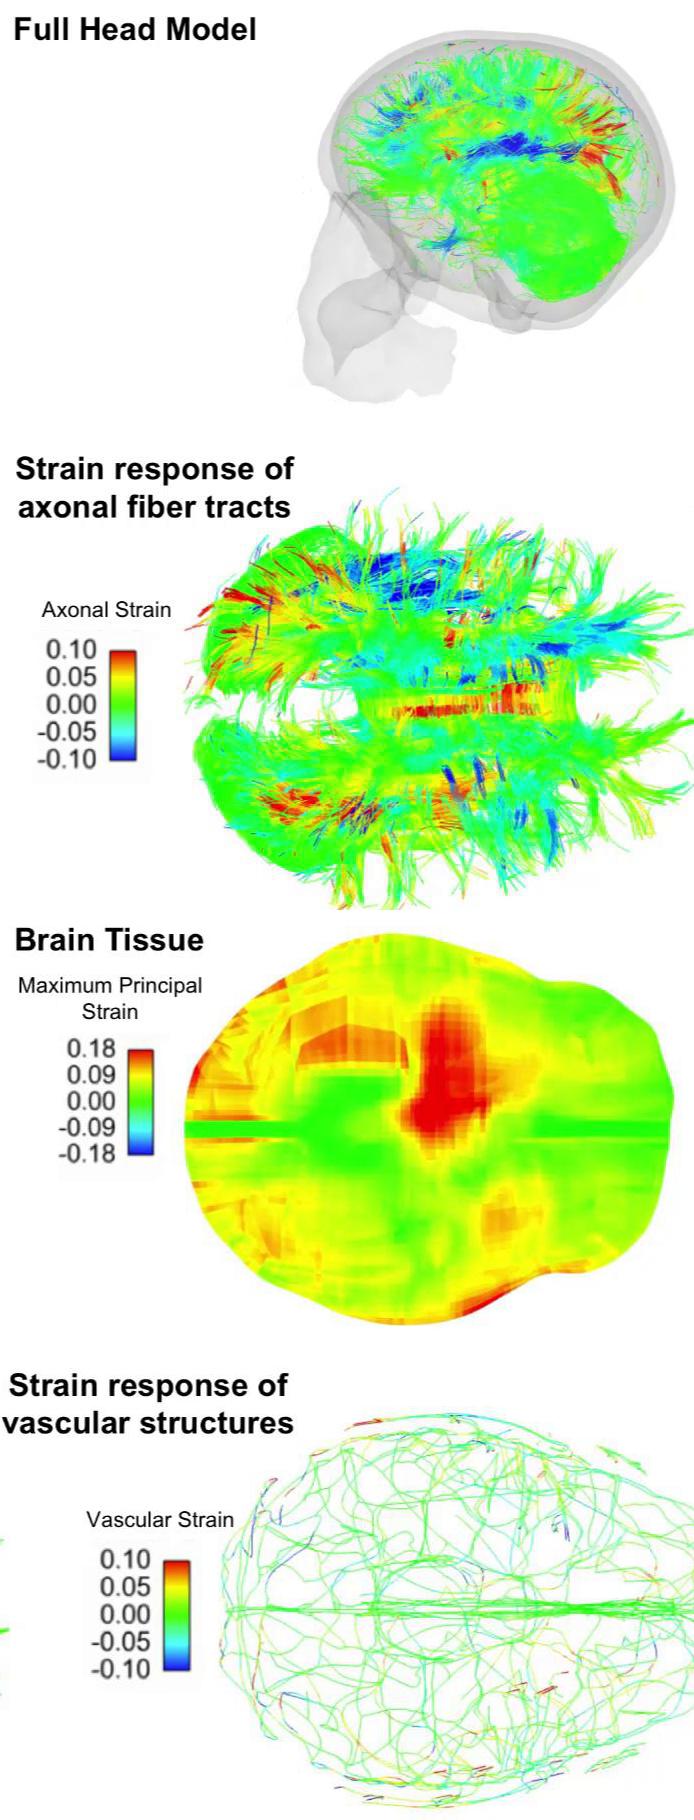 Full Head Model
Strain response of
axonal fiber tracts
Axonal Strain
0.10
0.05
0.00
-0.05
-0.10
Brain Tissue
Maximum Principal
Strain
0.18
0.09
0.00
-0.09
-0.18
Strain response of
vascular structures
Vascular Strain
0.10
0.05
0.00
-0.05
-0.10